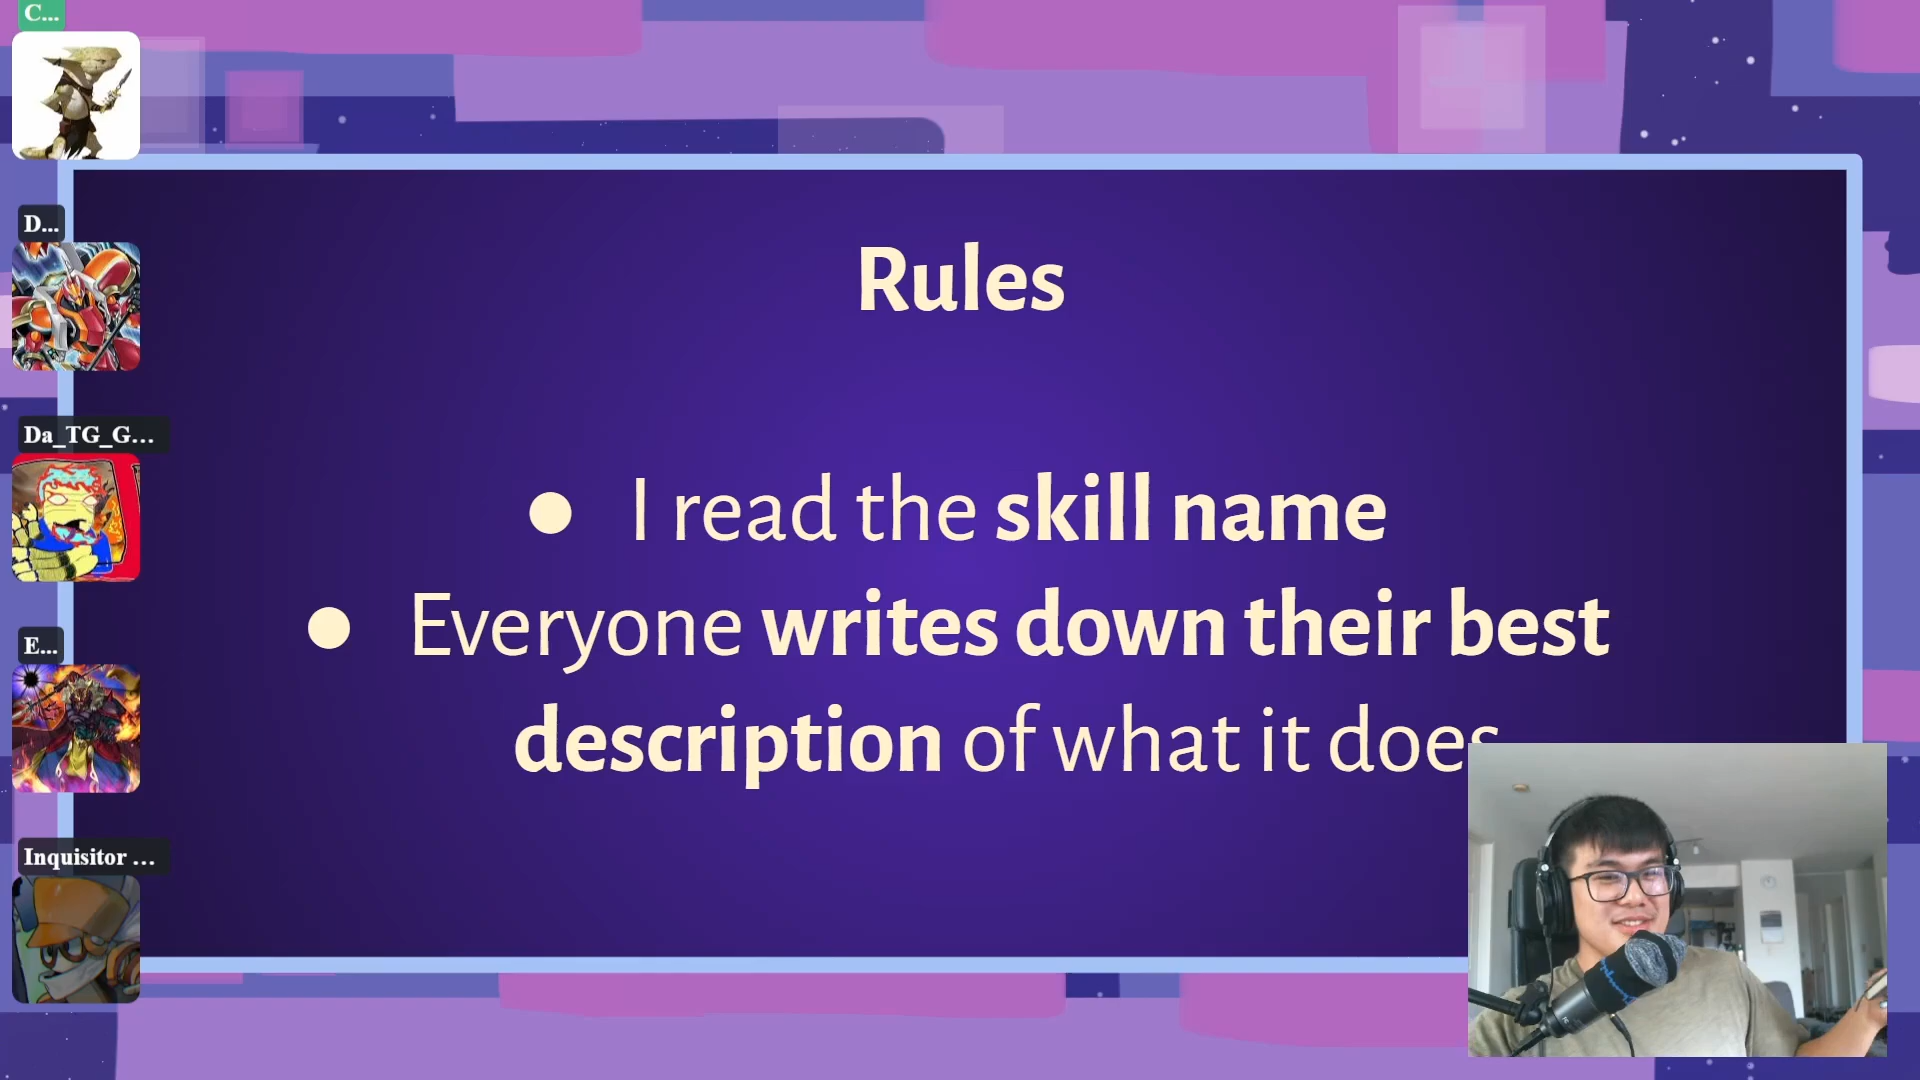 C...
D...
Da_TG_G...
E...
Inquisitor ...
Rules
● I read the skill name
● Everyone writes down their best
description of what it does